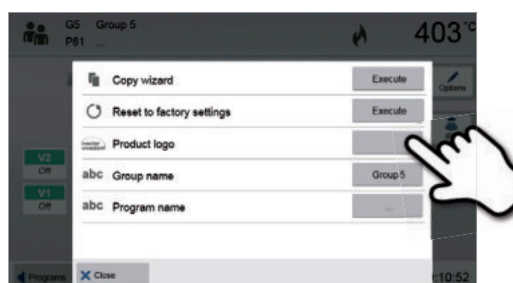 G5 Group 5
P81 ...
403 °C
Copy wizard Execute
Reset to factory settings Execute
Options
Product logo
V2
Off
abc Group name Group 5
V1
Off
abc Program name ...
Programs
Close
:10:52